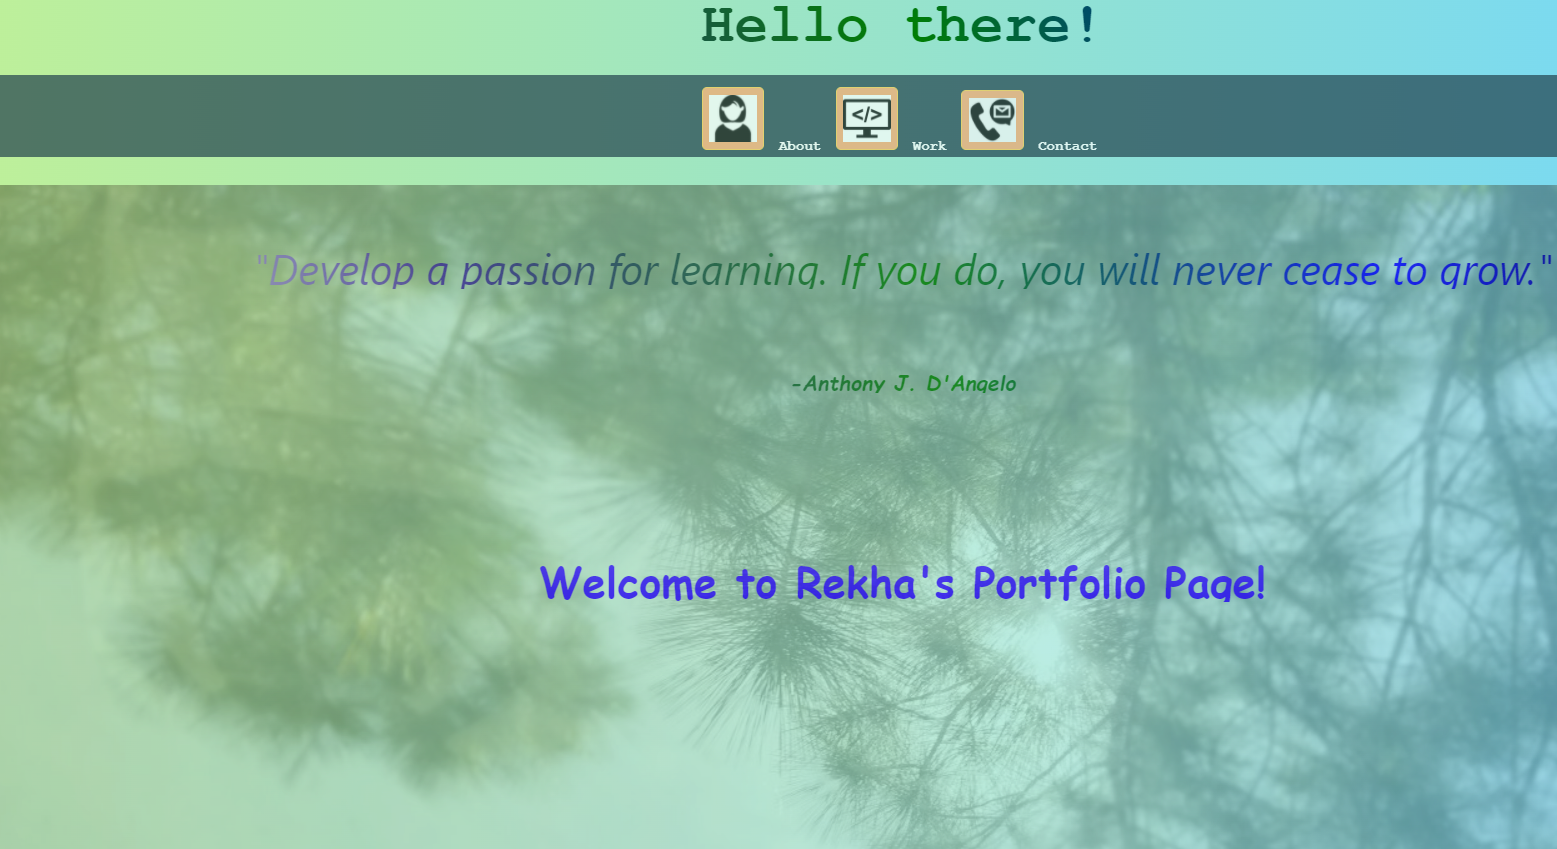 Hello there!
About Work Contact
"Develop a passion for learning. If you do, you will never cease to grow."
-Anthony J. D'Angelo
Welcome to Rekha's Portfolio Page!